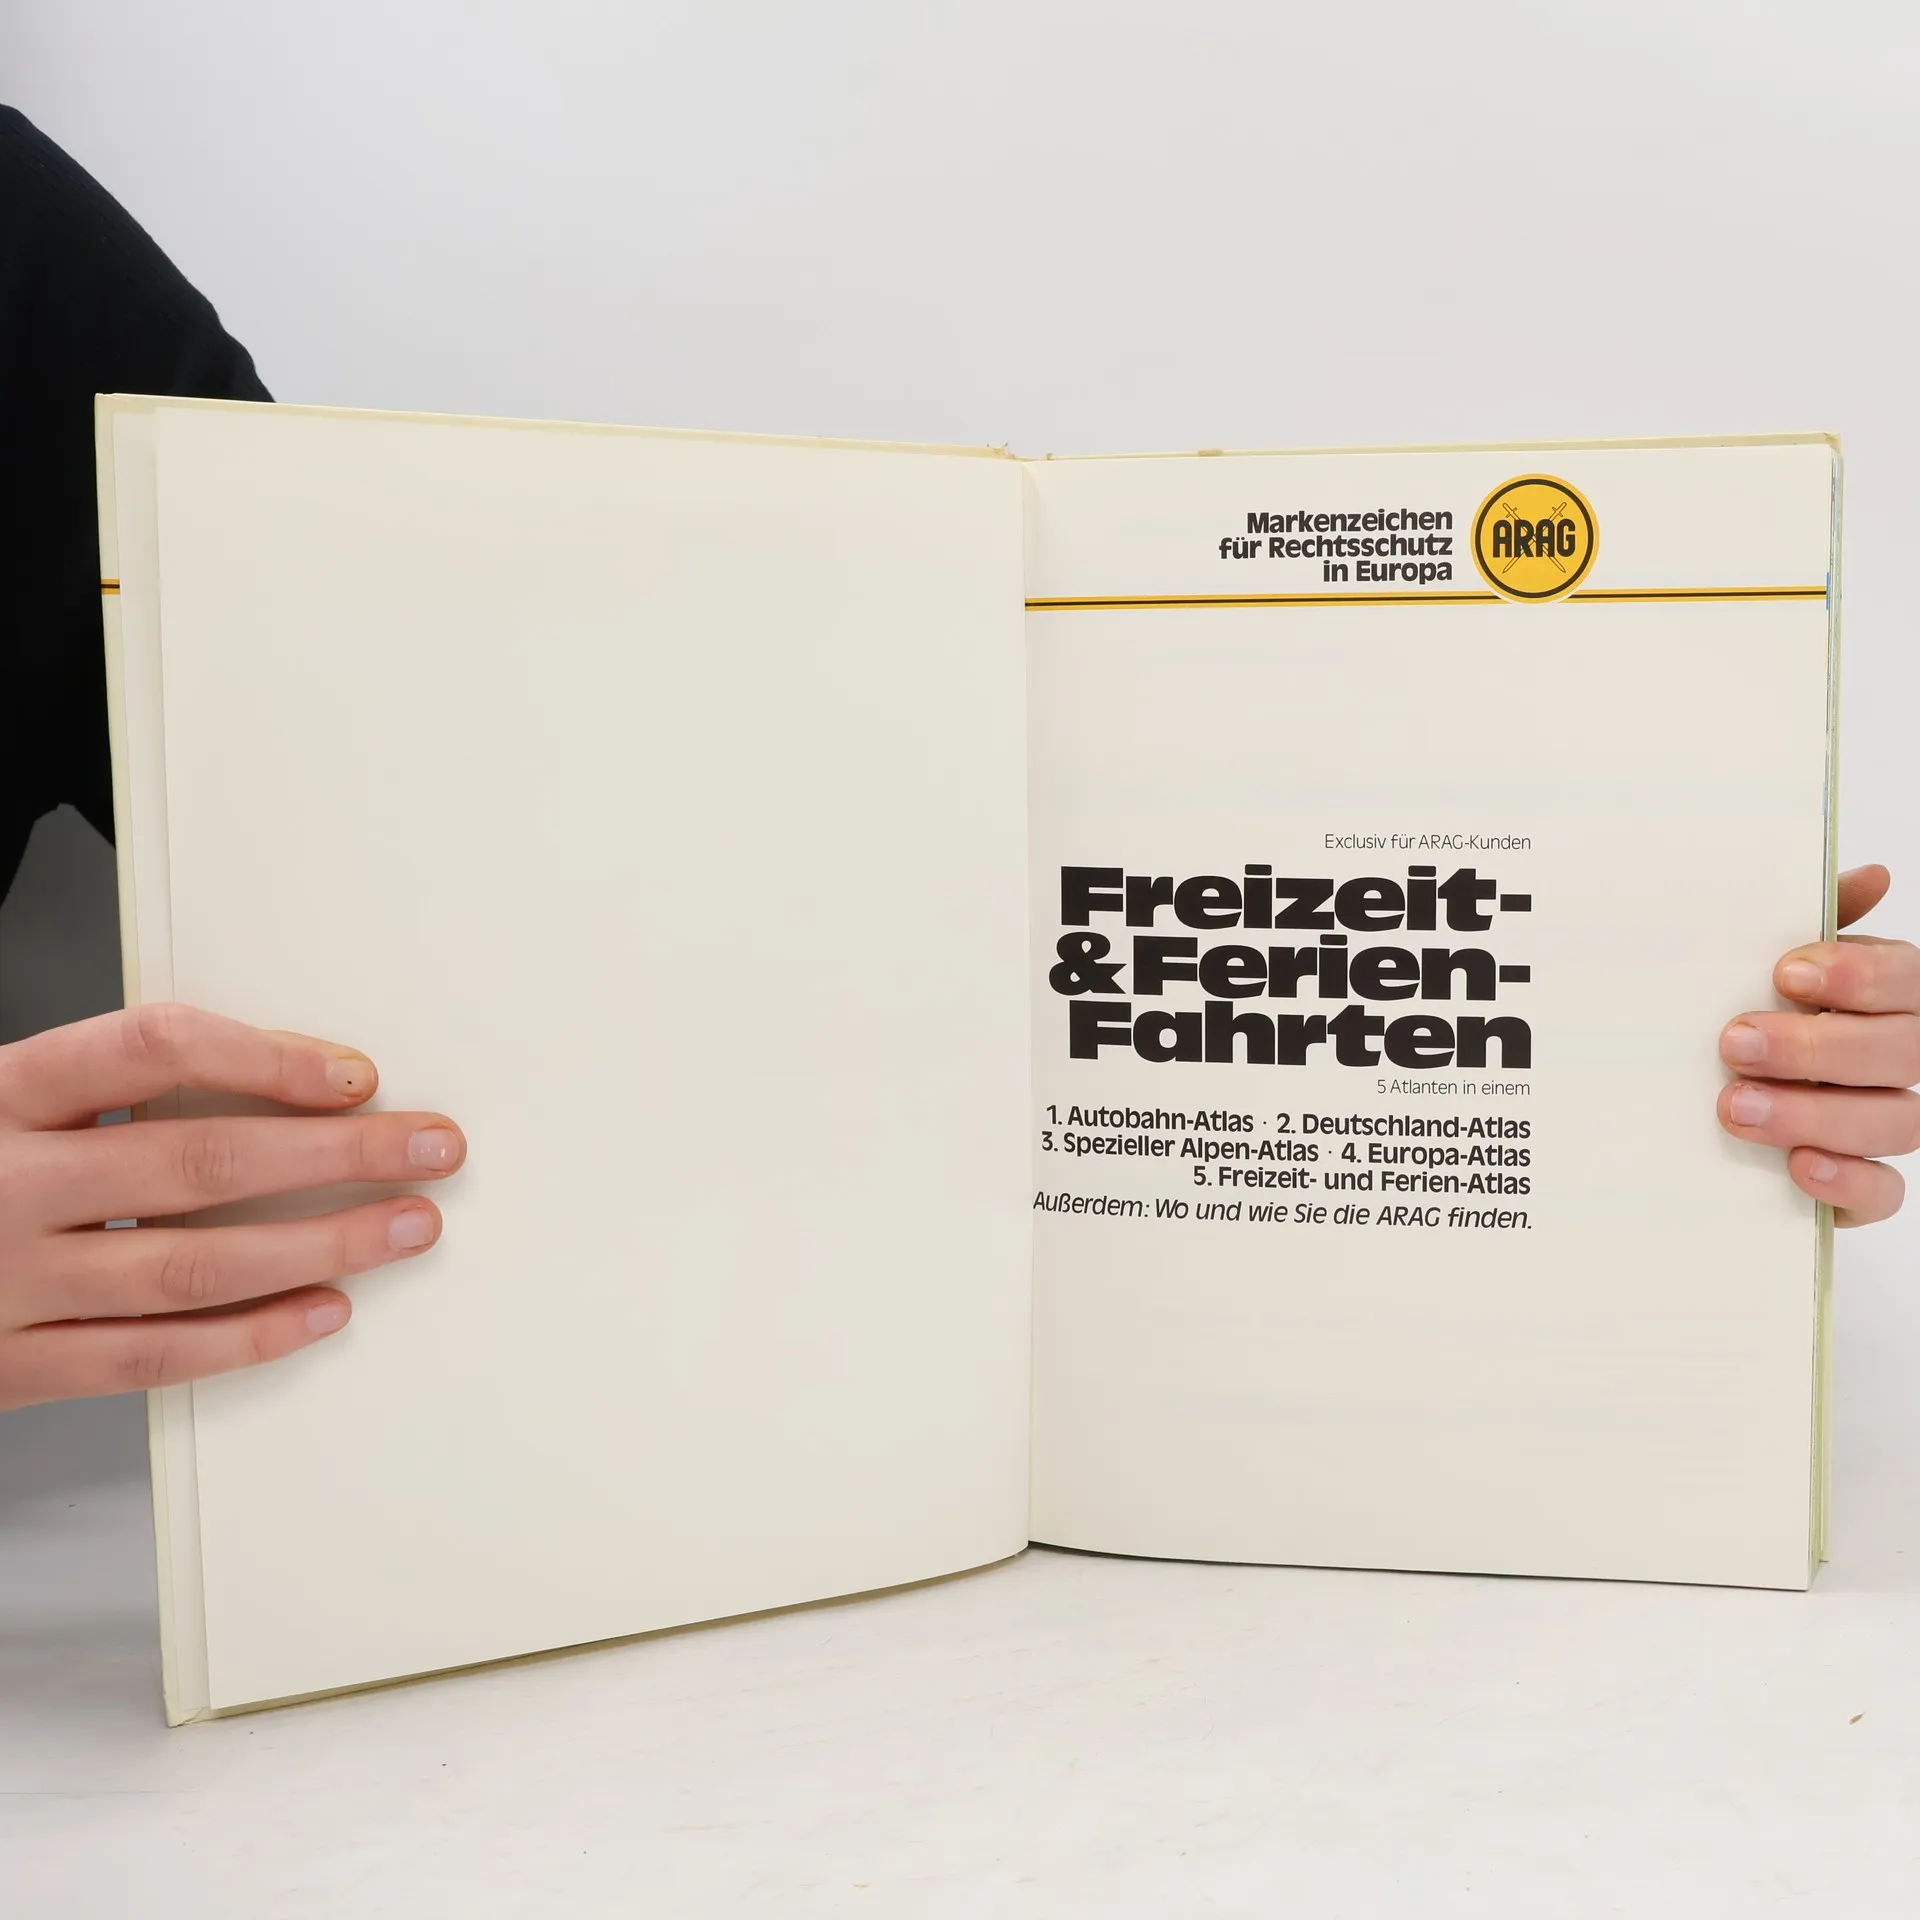 Markenzeichen
für Rechtsschutz
in Europa
ARAG
Exclusiv für ARAG-Kunden
Freizeit-
& Ferien-
Fahrten
5 Atlanten in einem
1. Autobahn-Atlas · 2. Deutschland-Atlas
3. Spezieller Alpen-Atlas · 4. Europa-Atlas
5. Freizeit- und Ferien-Atlas
Außerdem: Wo und wie Sie die ARAG finden.